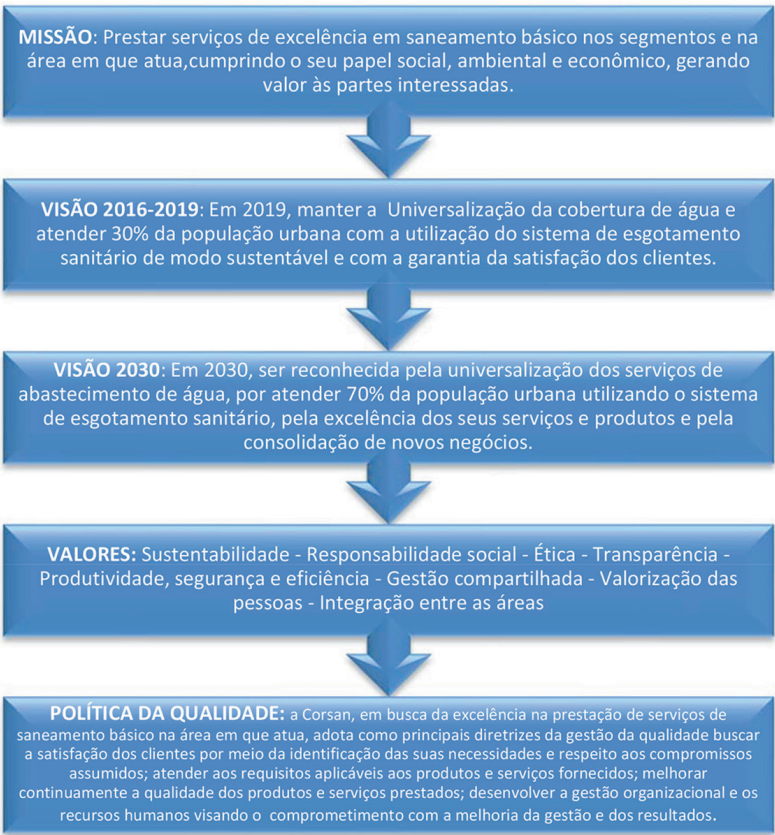 MISSÃO: Prestar serviços de excelência em saneamento básico nos segmentos e na
área em que atua,cumprindo o seu papel social, ambiental e econômico, gerando
valor às partes interessadas.
VISÃO 2016-2019: Em 2019, manter a Universalização da cobertura de água e
atender 30% da população urbana com a utilização do sistema de esgotamento
sanitário de modo sustentável e com a garantia da satisfação dos clientes.
VISÃO 2030: Em 2030, ser reconhecida pela universalização dos serviços de
abastecimento de água, por atender 70% da população urbana utilizando o sistema
de esgotamento sanitário, pela excelência dos seus serviços e produtos e pela
consolidação de novos negócios.
VALORES: Sustentabilidade - Responsabilidade social - Ética - Transparência -
Produtividade, segurança e eficiência - Gestão compartilhada - Valorização das
pessoas - Integração entre as áreas
POLÍTICA DA QUALIDADE: a Corsan, em busca da excelência na prestação de serviços de
saneamento básico na área em que atua, adota como principais diretrizes da gestão da qualidade buscar
a satisfação dos clientes por meio da identificação das suas necessidades e respeito aos compromissos
assumidos; atender aos requisitos aplicáveis aos produtos e serviços fornecidos; melhorar
continuamente a qualidade dos produtos e serviços prestados; desenvolver a gestão organizacional e os
recursos humanos visando o comprometimento com a melhoria da gestão e dos resultados.